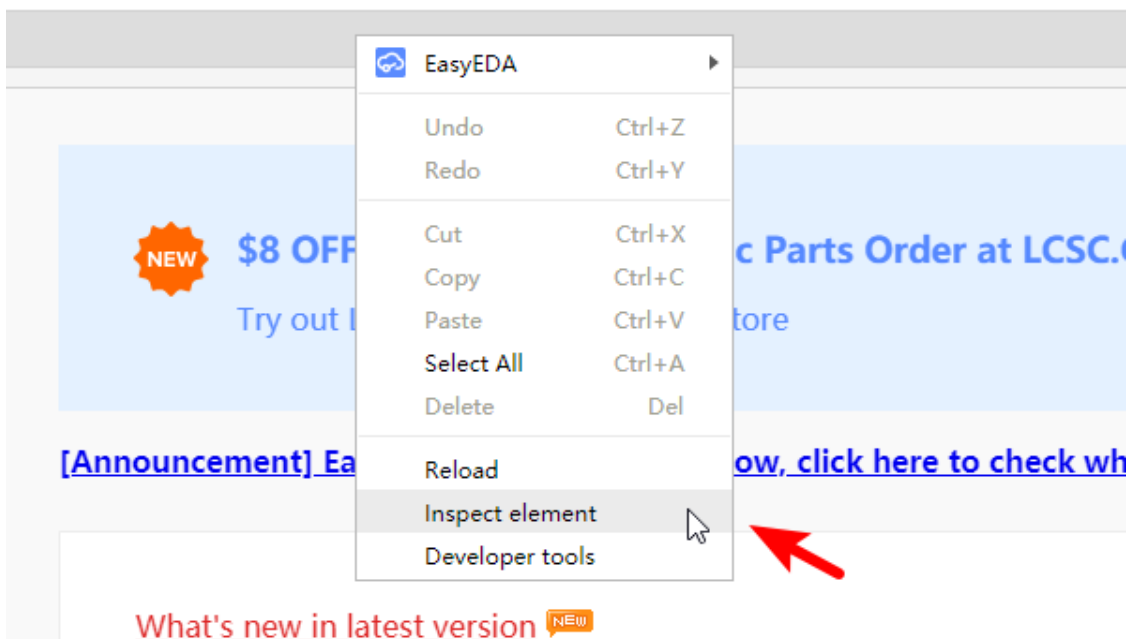 EasyEDA
Undo Ctrl+Z
Redo Ctrl+Y
Cut Ctrl+X
Copy Ctrl+C
Paste Ctrl+V
Select All Ctrl+A
Delete Del
Reload
Inspect element
Developer tools
NEW
$8 OFF c Parts Order at LCSC.
Try out tore
[Announcement] Ea ow, click here to check wh
What's new in latest version NEW